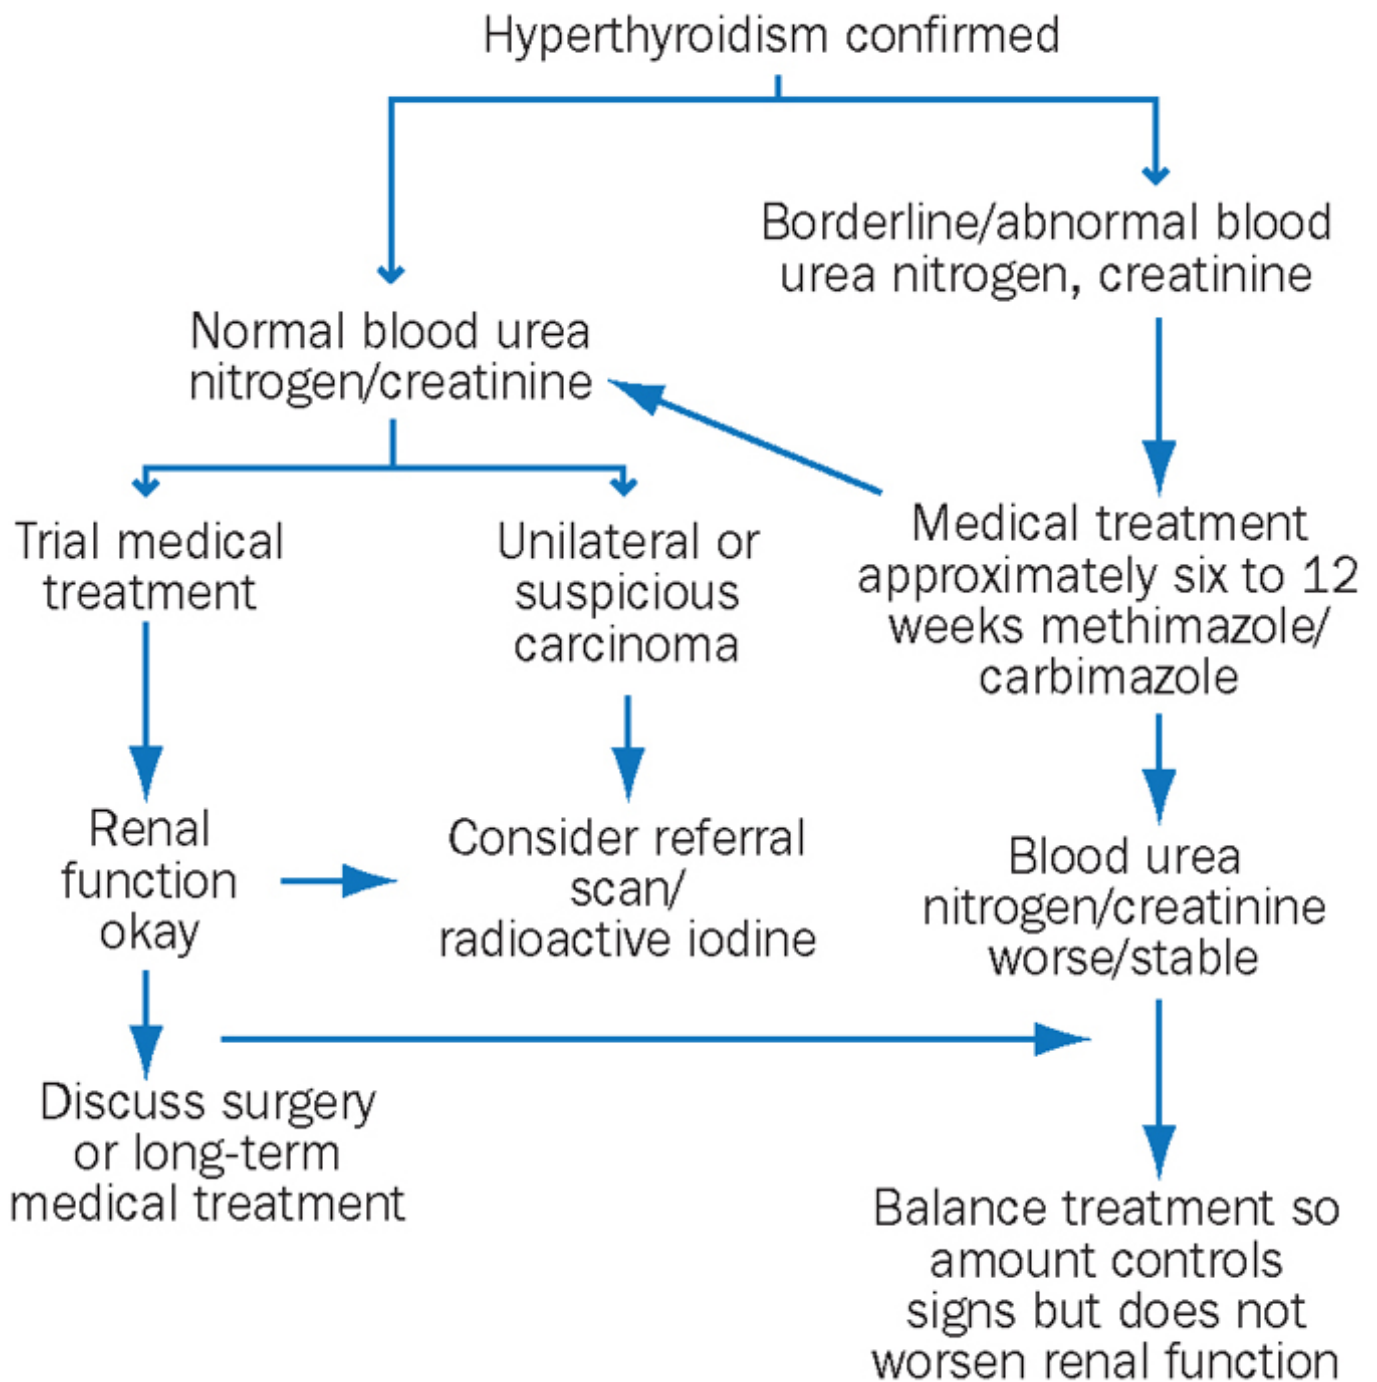 Hyperthyroidism confirmed
Borderline/abnormal blood
urea nitrogen, creatinine
Normal blood urea
nitrogen/creatinine
Trial medical
treatment
Unilateral or
suspicious
carcinoma
Medical treatment
approximately six to 12
weeks methimazole/
carbimazole
Renal
function
okay
Consider referral
scan/
radioactive iodine
Blood urea
nitrogen/creatinine
worse/stable
Discuss surgery
or long-term
medical treatment
Balance treatment so
amount controls
signs but does not
worsen renal function